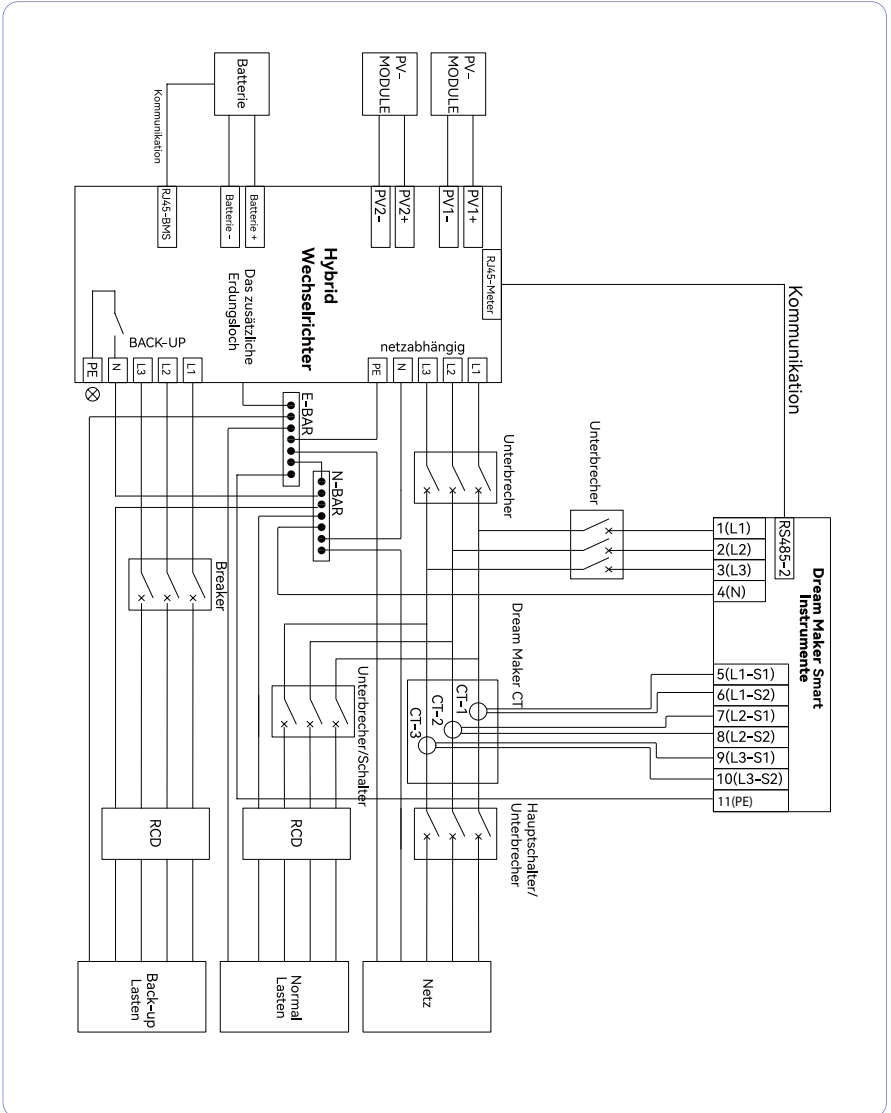 Batterie
PV-
MODULE
PV-
MODULE
Kommunikation
RJ45-BMS
Batterie -
Batterie +
PV2-
PV2+
PV1-
PV1+
RJ45-Meter
Hybrid
Wechselrichter
Das zusätzliche
Erdungsloch
BACK-UP
netzabhängig
PE
N
L3
L2
L1
PE
N
L3
L2
L1
Kommunikation
E-BAR
N-BAR
Unterbrecher
Unterbrecher
Breaker
RS485-2
Dream Maker Smart
Instrumente
1(L1)
2(L2)
3(L3)
4(N)
5(L1-S1)
6(L1-S2)
7(L2-S1)
8(L2-S2)
9(L3-S1)
10(L3-S2)
11(PE)
Dream Maker CT
CT-1
CT-2
CT-3
Unterbrecher/Schalter
Hauptschalter/
Unterbrecher
RCD
RCD
Back-up
Lasten
Normal
Lasten
Netz